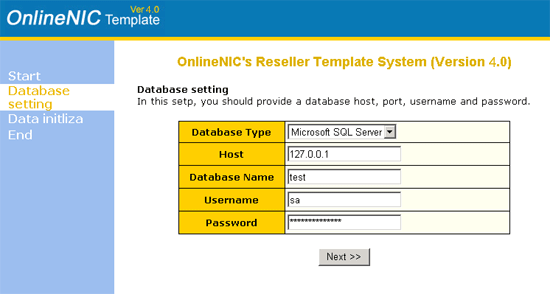 Ver 4.0
OnlineNIC Template
Start
Database
setting
Data initliza
End
OnlineNIC's Reseller Template System (Version 4.0)
Database setting
In this setp, you should provide a database host, port, username and password.
Database Type Microsoft SQL Server
Host 127.0.0.1
Database Name test
Username sa
Password **************
Next >>